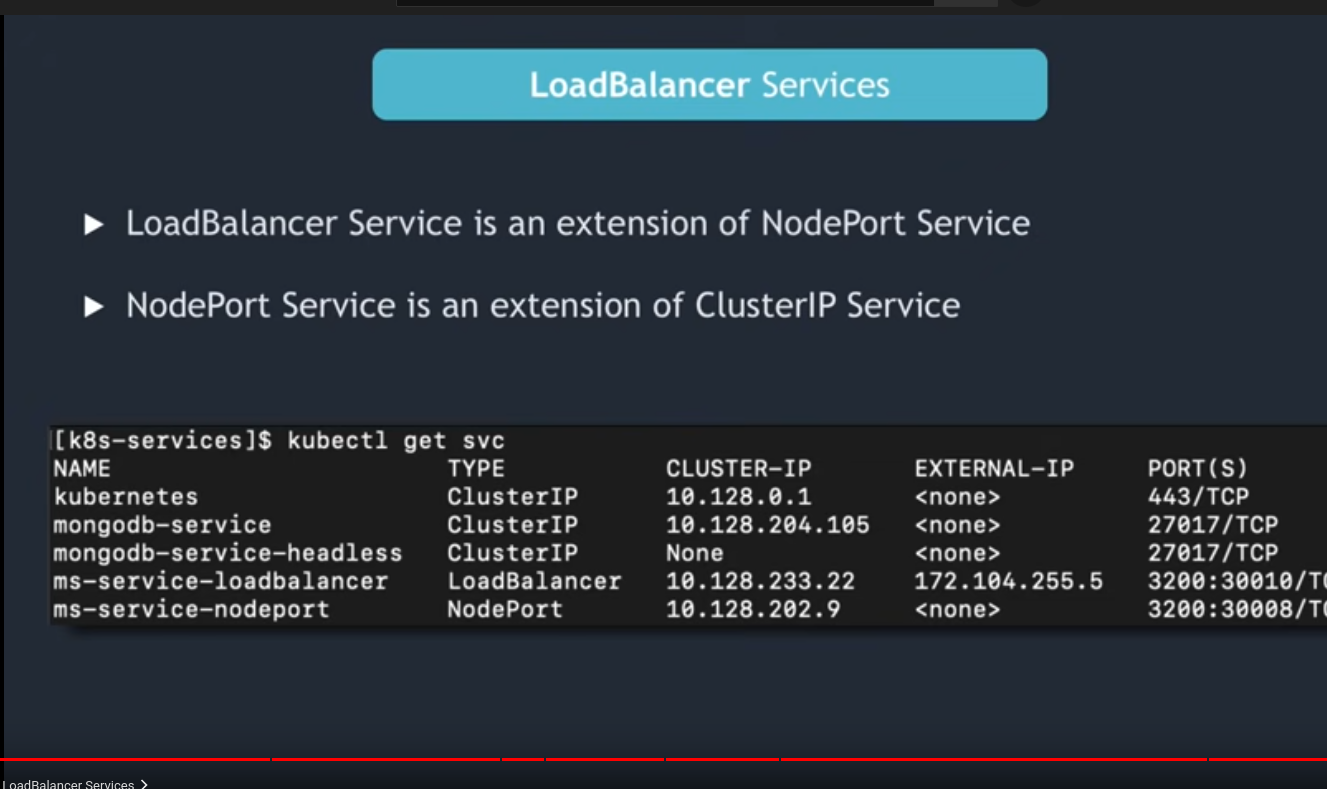 LoadBalancer Services
LoadBalancer Service is an extension of NodePort Service
NodePort Service is an extension of ClusterIP Service
[k8s-services]$ kubectl get svc
NAME TYPE CLUSTER-IP EXTERNAL-IP PORT(S)
kubernetes ClusterIP 10.128.0.1 <none> 443/TCP
mongodb-service ClusterIP 10.128.204.105 <none> 27017/TCP
mongodb-service-headless ClusterIP None <none> 27017/TCP
ms-service-loadbalancer LoadBalancer 10.128.233.22 172.104.255.5 3200:30010/TC
ms-service-nodeport NodePort 10.128.202.9 <none> 3200:30008/TC
LoadBalancer Services